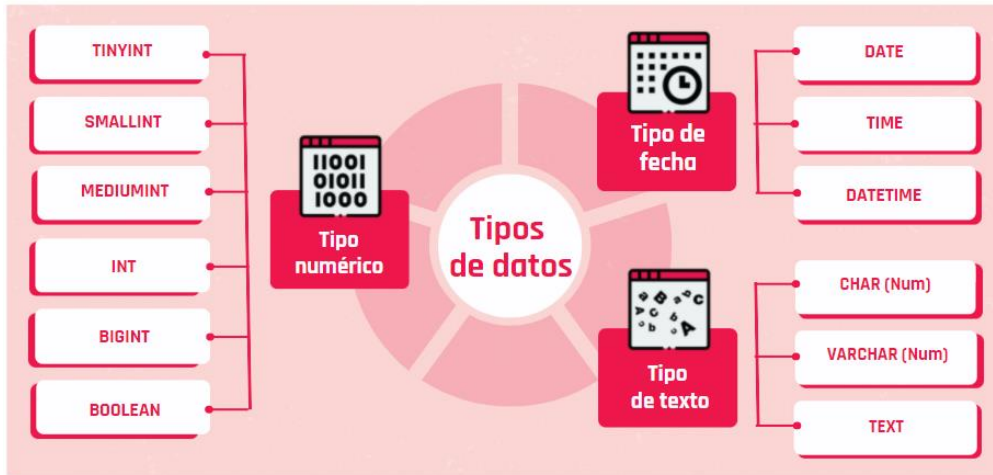 TINYINT
SMALLINT
MEDIUMINT
INT
BIGINT
BOOLEAN
11001
01011
1000
Tipo
numérico
Tipos
de datos
Tipo de
fecha
DATE
TIME
DATETIME
Tipo
de texto
CHAR (Num)
VARCHAR (Num)
TEXT